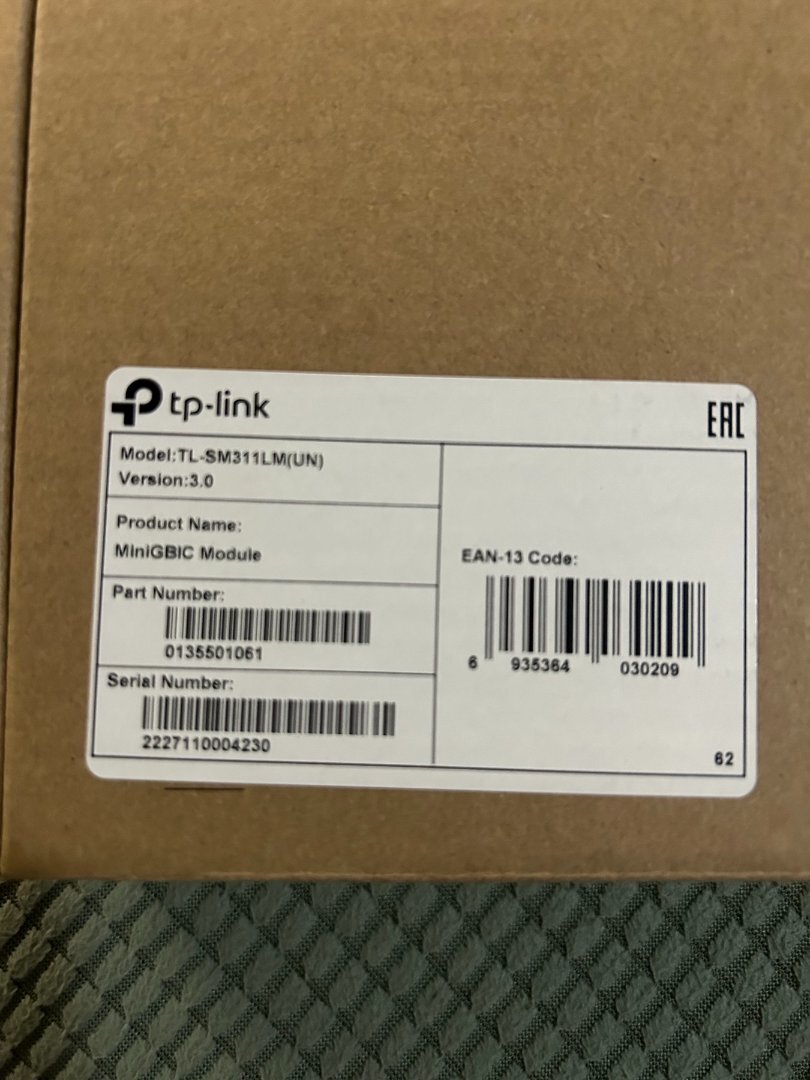 tp-link
EAC
Model:TL-SM311LM(UN)
Version:3.0
Product Name:
MiniGBIC Module
Part Number:
0135501061
Serial Number:
2227110004230
EAN-13 Code:
6 935364 030209
62